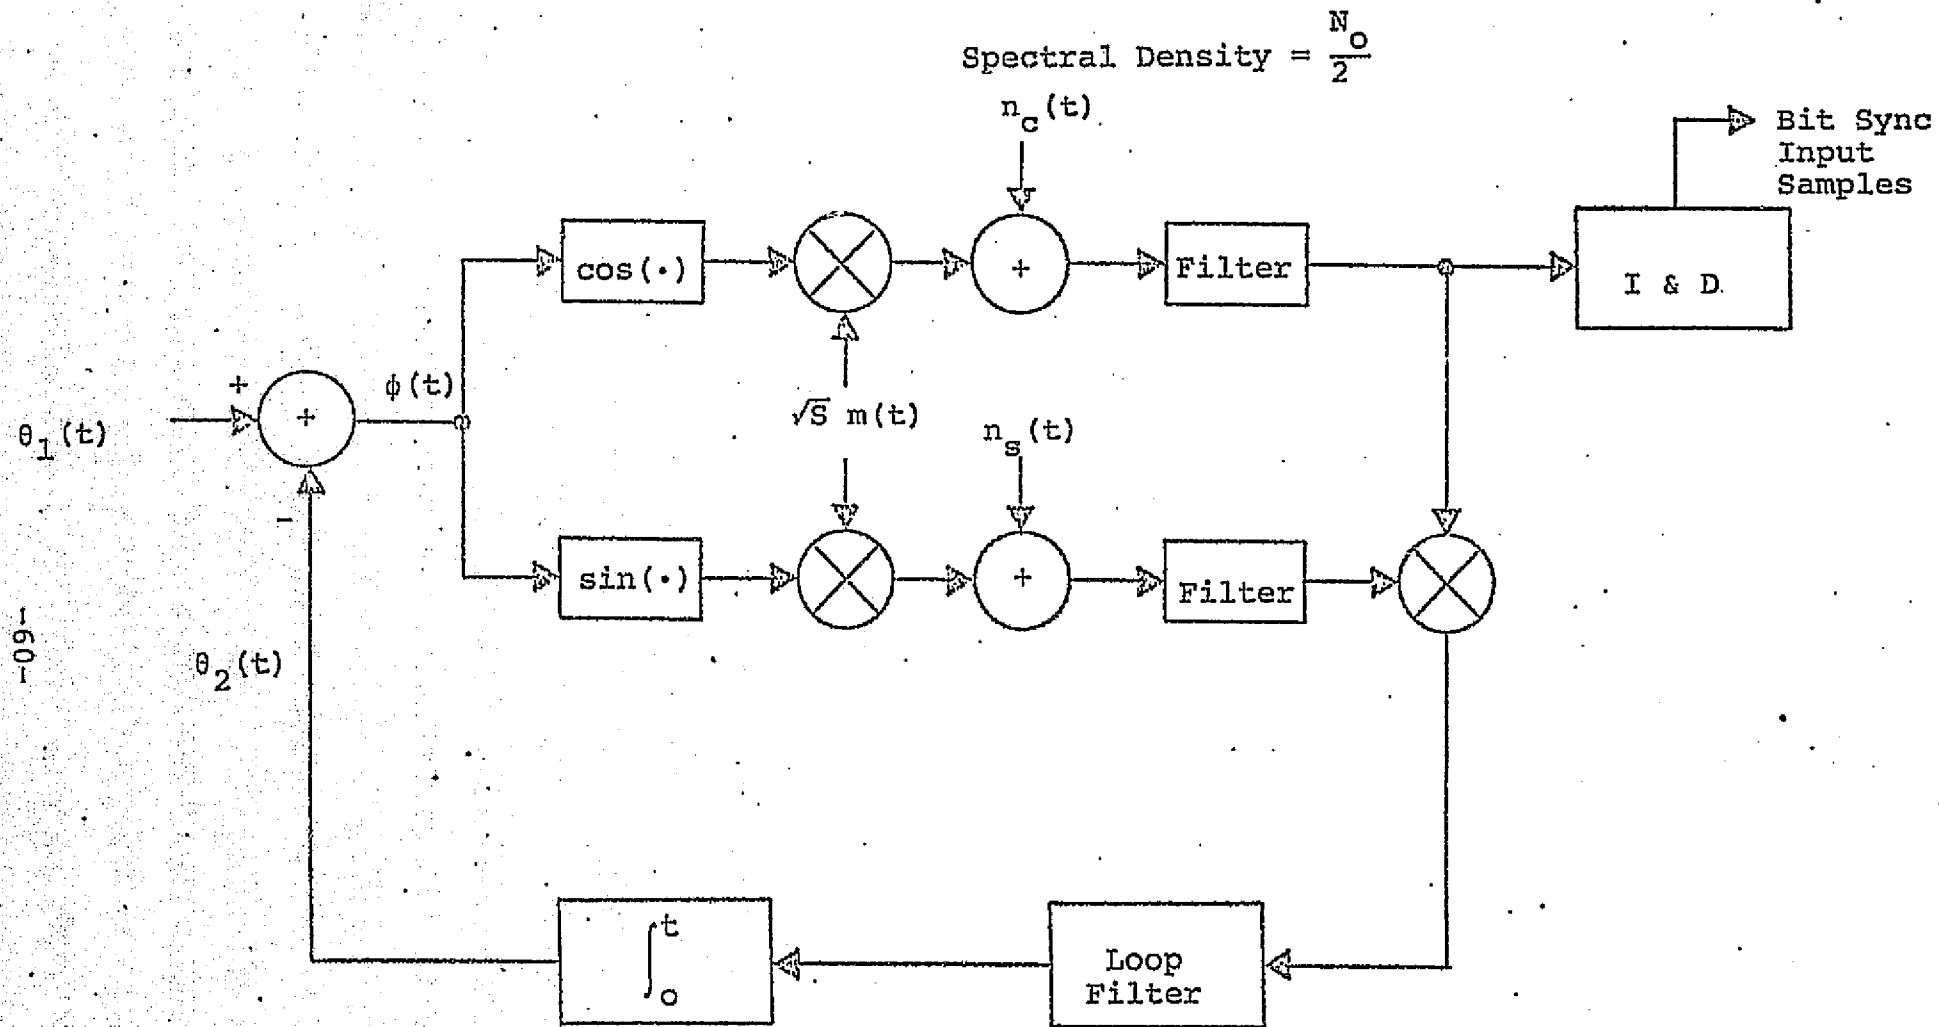 Spectral Density = N_o/2
n_c(t)
Bit Sync
Input
Samples
cos(·)
+
Filter
I & D
+
φ(t)
+
θ_1(t)
√S m(t)
n_s(t)
−
sin(·)
+
Filter
θ_2(t)
-60-
∫_o^t
Loop
Filter